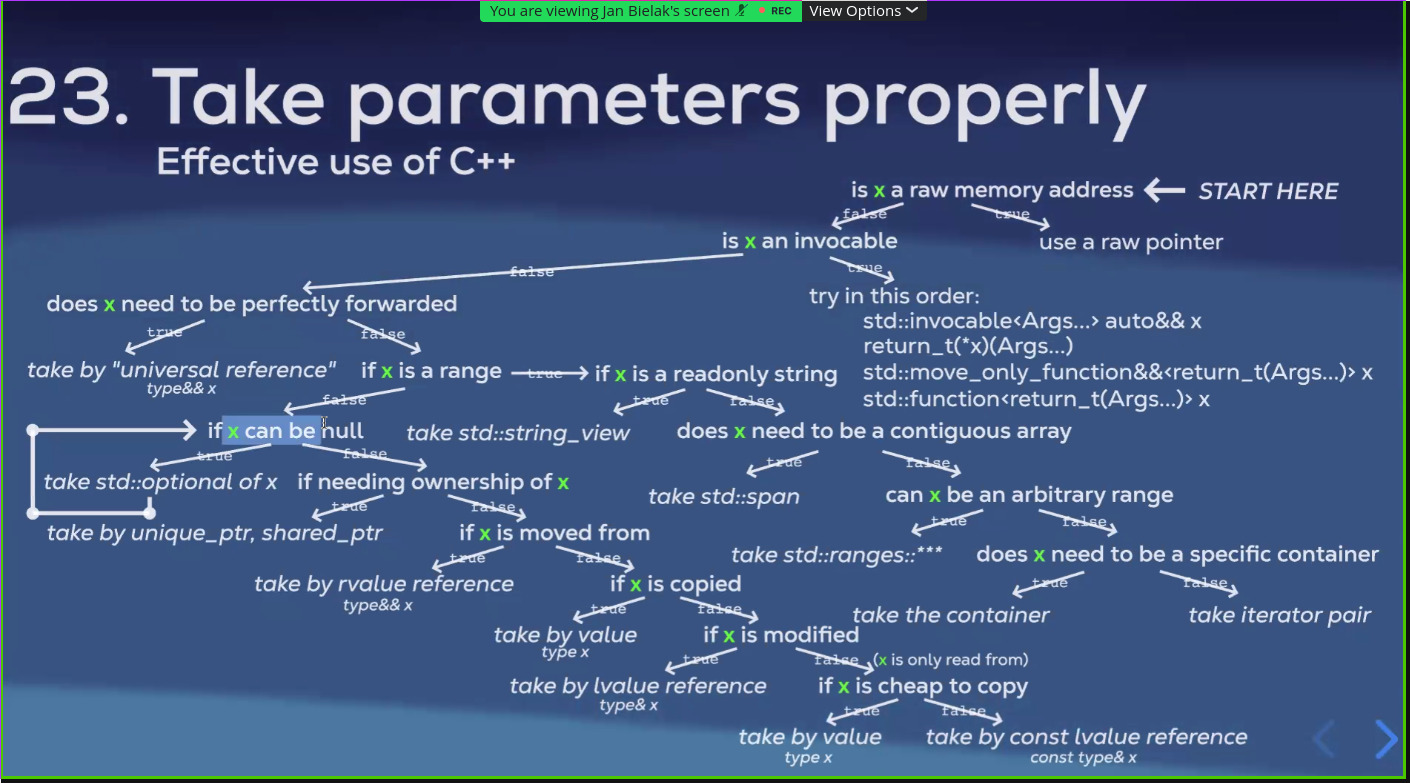 You are viewing Jan Bielak's screen REC View Options
23. Take parameters properly
Effective use of C++
is x a raw memory address START HERE
false true
is x an invocable use a raw pointer
false true
does x need to be perfectly forwarded try in this order:
std::invocable<Args...> auto&& x
true false return_t(*x)(Args...)
take by "universal reference" if x is a range true if x is a readonly string std::move_only_function&&<return_t(Args...)> x
type&& x false true false std::function<return_t(Args...)> x
if x can be null take std::string_view does x need to be a contiguous array
true false true false
take std::optional of x if needing ownership of x take std::span can x be an arbitrary range
true false true false
take by unique_ptr, shared_ptr if x is moved from take std::ranges::*** does x need to be a specific container
true false true false
take by rvalue reference if x is copied take the container take iterator pair
type&& x true false
take by value if x is modified
type x true false (x is only read from)
take by lvalue reference if x is cheap to copy
type& x true false
take by value take by const lvalue reference
type x const type& x